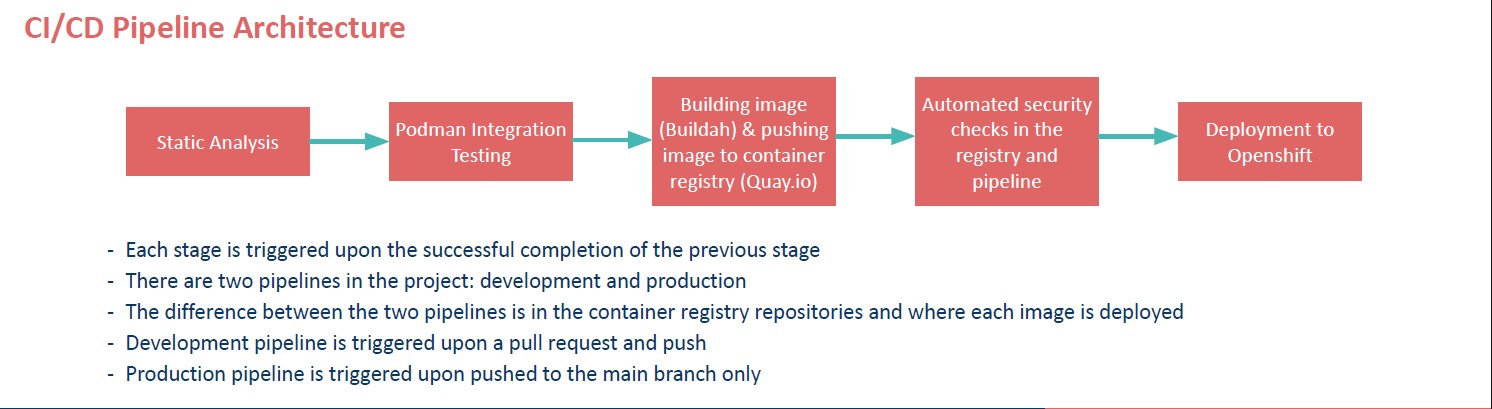 CI/CD Pipeline Architecture
Static Analysis
Podman Integration
Testing
Building image
(Buildah) & pushing
image to container
registry (Quay.io)
Automated security
checks in the
registry and
pipeline
Deployment to
Openshift
- Each stage is triggered upon the successful completion of the previous stage
- There are two pipelines in the project: development and production
- The difference between the two pipelines is in the container registry repositories and where each image is deployed
- Development pipeline is triggered upon a pull request and push
- Production pipeline is triggered upon pushed to the main branch only